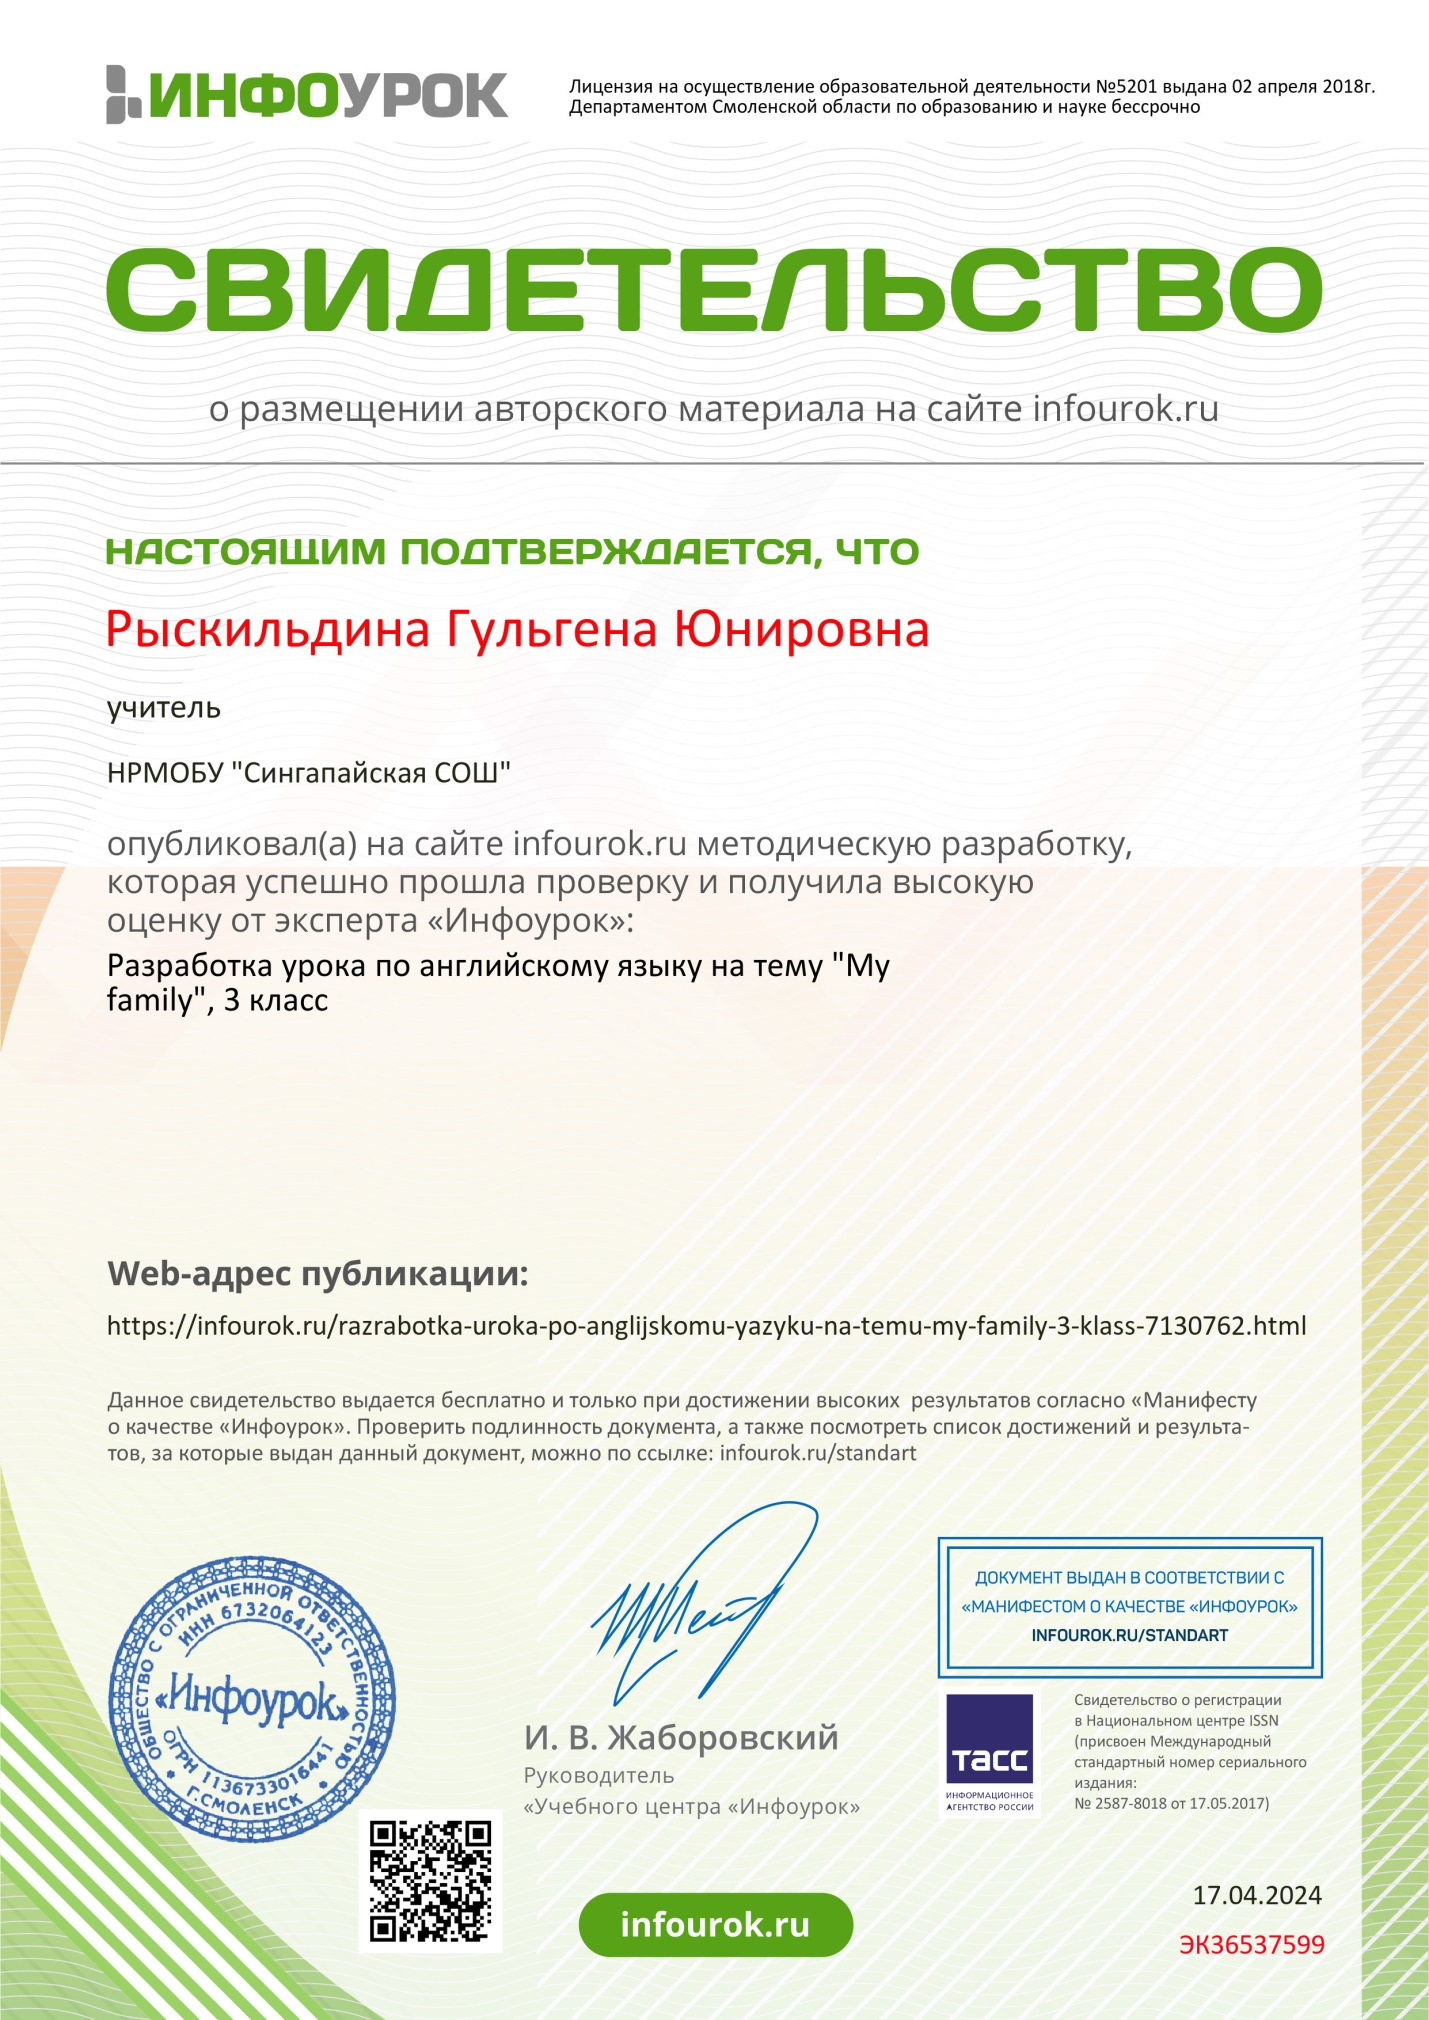 ИНФОУРОК
Лицензия на осуществление образовательной деятельности №5201 выдана 02 апреля 2018г.
Департаментом Смоленской области по образованию и науке бессрочно
СВИДЕТЕЛЬСТВО
о размещении авторского материала на сайте infourok.ru
НАСТОЯЩИМ ПОДТВЕРЖДАЕТСЯ, ЧТО
Рыскильдина Гульгена Юнировна
учитель
НРМОБУ "Сингапайская СОШ"
опубликовал(а) на сайте infourok.ru методическую разработку,
которая успешно прошла проверку и получила высокую
оценку от эксперта «Инфоурок»:
Разработка урока по английскому языку на тему "My
family", 3 класс
Web-адрес публикации:
https://infourok.ru/razrabotka-uroka-po-anglijskomu-yazyku-na-temu-my-family-3-klass-7130762.html
Данное свидетельство выдается бесплатно и только при достижении высоких результатов согласно «Манифесту
о качестве «Инфоурок». Проверить подлинность документа, а также посмотреть список достижений и результа-
тов, за которые выдан данный документ, можно по ссылке: infourok.ru/standart
ОБЩЕСТВО С ОГРАНИЧЕННОЙ ОТВЕТСТВЕННОСТЬЮ
ИНН 6732064123
«Инфоурок»
ОГРН 1136733016441
Г.СМОЛЕНСК
И. В. Жаборовский
Руководитель
«Учебного центра «Инфоурок»
ДОКУМЕНТ ВЫДАН В СООТВЕТСТВИИ С
«МАНИФЕСТОМ О КАЧЕСТВЕ «ИНФОУРОК»
INFOUROK.RU/STANDART
ТАСС
ИНФОРМАЦИОННОЕ
АГЕНТСТВО РОССИИ
Свидетельство о регистрации
в Национальном центре ISSN
(присвоен Международный
стандартный номер сериального
издания:
№ 2587-8018 от 17.05.2017)
infourok.ru
17.04.2024
ЭК36537599